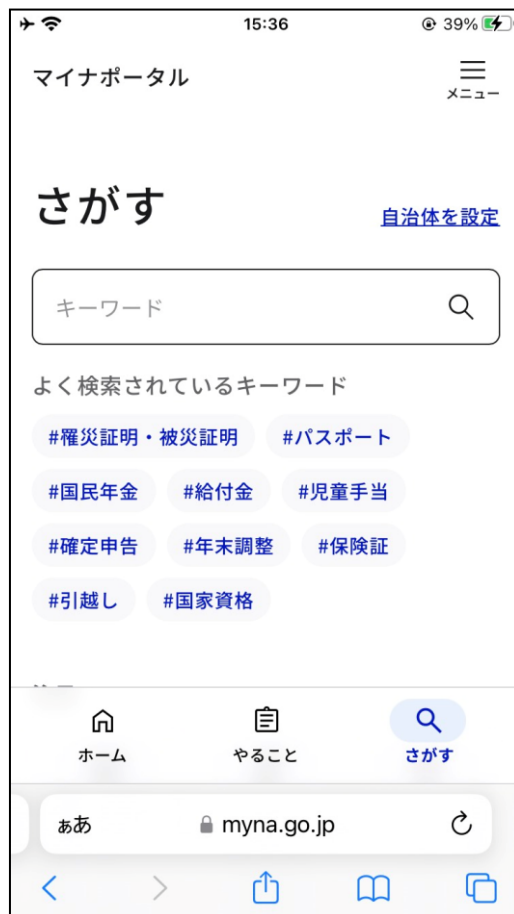 15:36
39%
マイナポータル
メニュー
さがす
自治体を設定
キーワード
よく検索されているキーワード
#罹災証明・被災証明 #パスポート
#国民年金 #給付金 #児童手当
#確定申告 #年末調整 #保険証
#引越し #国家資格
ホーム やること さがす
ぁあ myna.go.jp